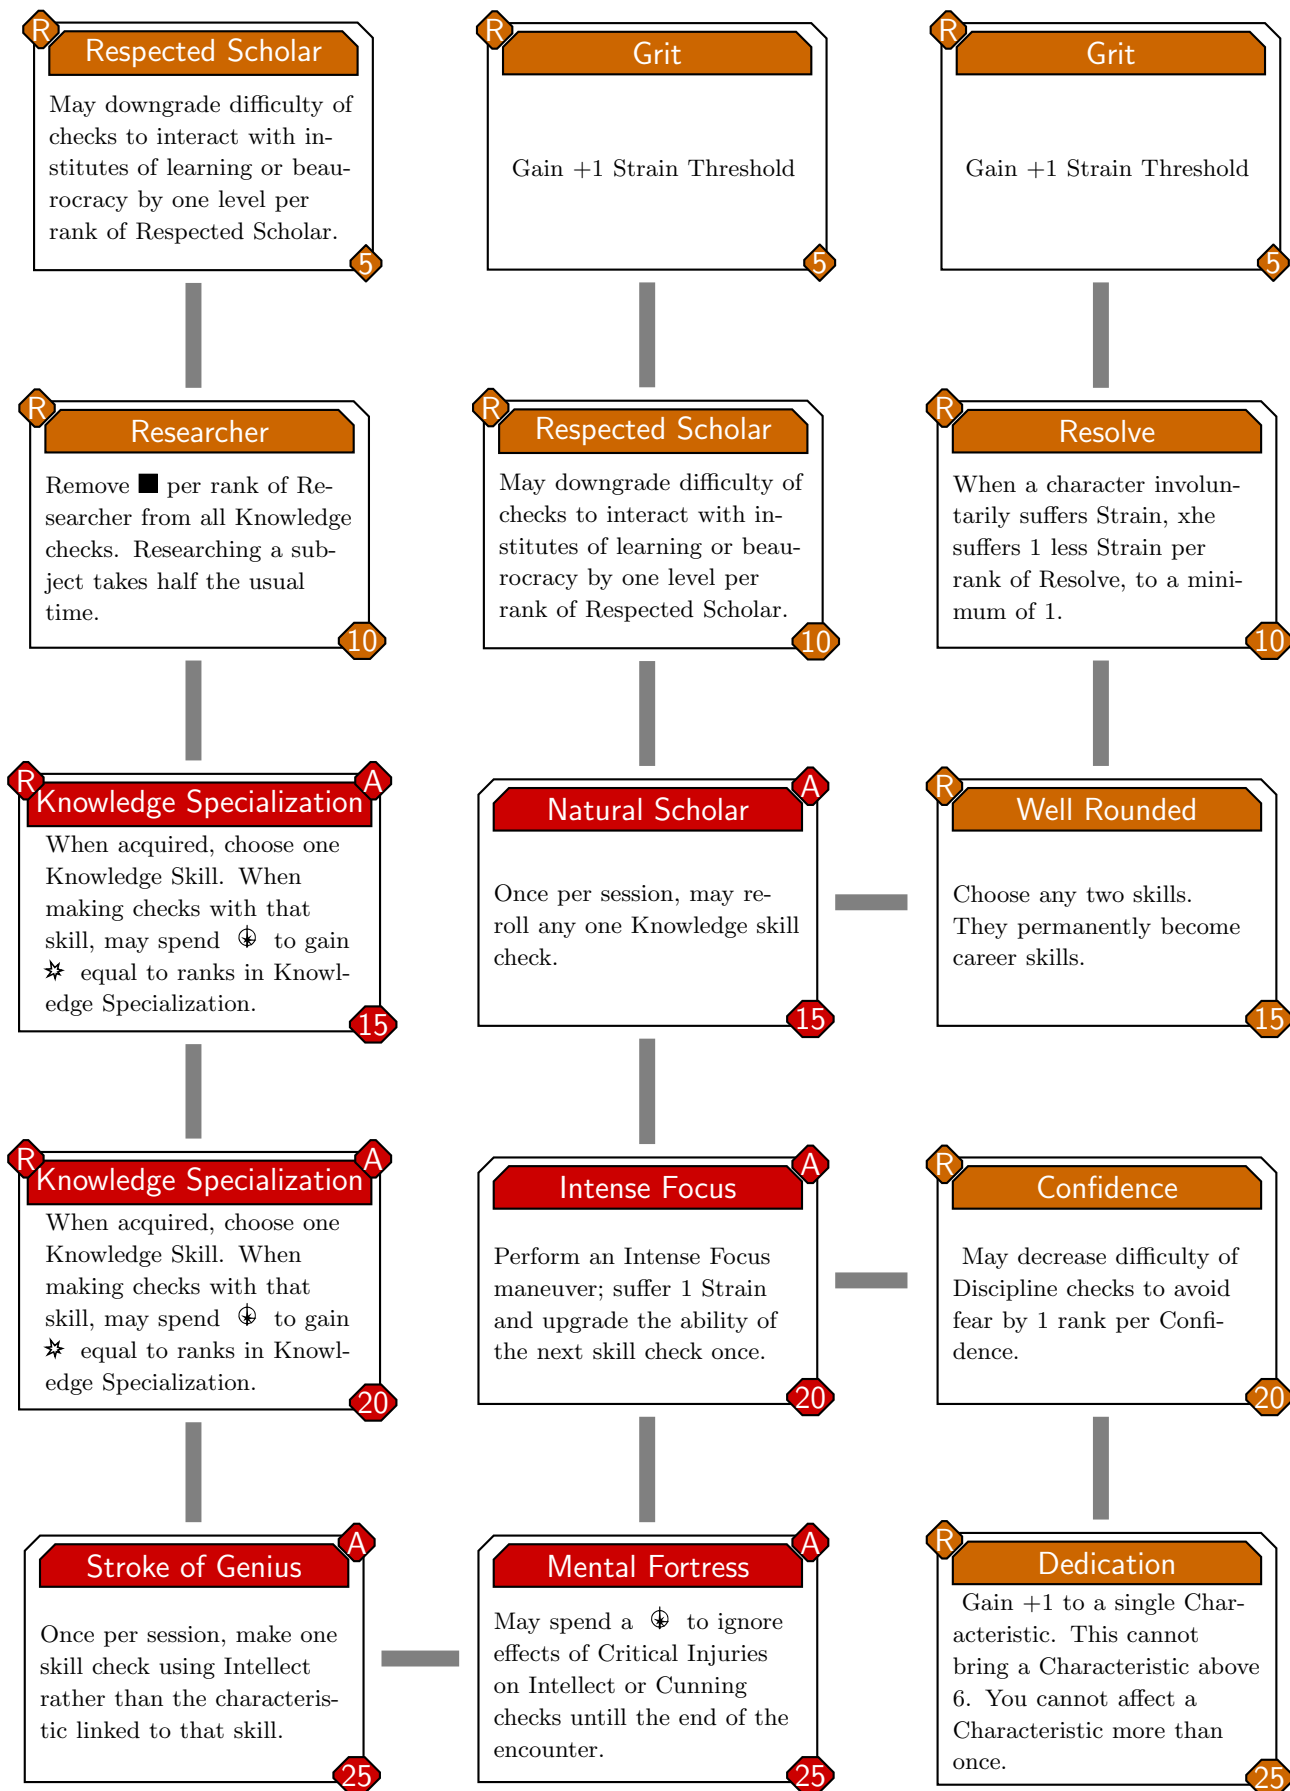 R
Respected Scholar
May downgrade difficulty of
checks to interact with in-
stitutes of learning or beau-
rocracy by one level per
rank of Respected Scholar.
5
R
Grit
Gain +1 Strain Threshold
5
R
Grit
Gain +1 Strain Threshold
5
R
Researcher
Remove ■ per rank of Re-
searcher from all Knowledge
checks. Researching a sub-
ject takes half the usual
time.
10
R
Respected Scholar
May downgrade difficulty of
checks to interact with in-
stitutes of learning or beau-
rocracy by one level per
rank of Respected Scholar.
10
R
Resolve
When a character involun-
tarily suffers Strain, xhe
suffers 1 less Strain per
rank of Resolve, to a mini-
mum of 1.
10
R
A
Knowledge Specialization
When acquired, choose one
Knowledge Skill. When
making checks with that
skill, may spend to gain
equal to ranks in Knowl-
edge Specialization.
15
A
Natural Scholar
Once per session, may re-
roll any one Knowledge skill
check.
15
R
Well Rounded
Choose any two skills.
They permanently become
career skills.
15
R
A
Knowledge Specialization
When acquired, choose one
Knowledge Skill. When
making checks with that
skill, may spend to gain
equal to ranks in Knowl-
edge Specialization.
20
A
Intense Focus
Perform an Intense Focus
maneuver; suffer 1 Strain
and upgrade the ability of
the next skill check once.
20
R
Confidence
May decrease difficulty of
Discipline checks to avoid
fear by 1 rank per Confi-
dence.
20
A
Stroke of Genius
Once per session, make one
skill check using Intellect
rather than the characteris-
tic linked to that skill.
25
A
Mental Fortress
May spend a to ignore
effects of Critical Injuries
on Intellect or Cunning
checks untill the end of the
encounter.
25
R
Dedication
Gain +1 to a single Char-
acteristic. This cannot
bring a Characteristic above
6. You cannot affect a
Characteristic more than
once.
25